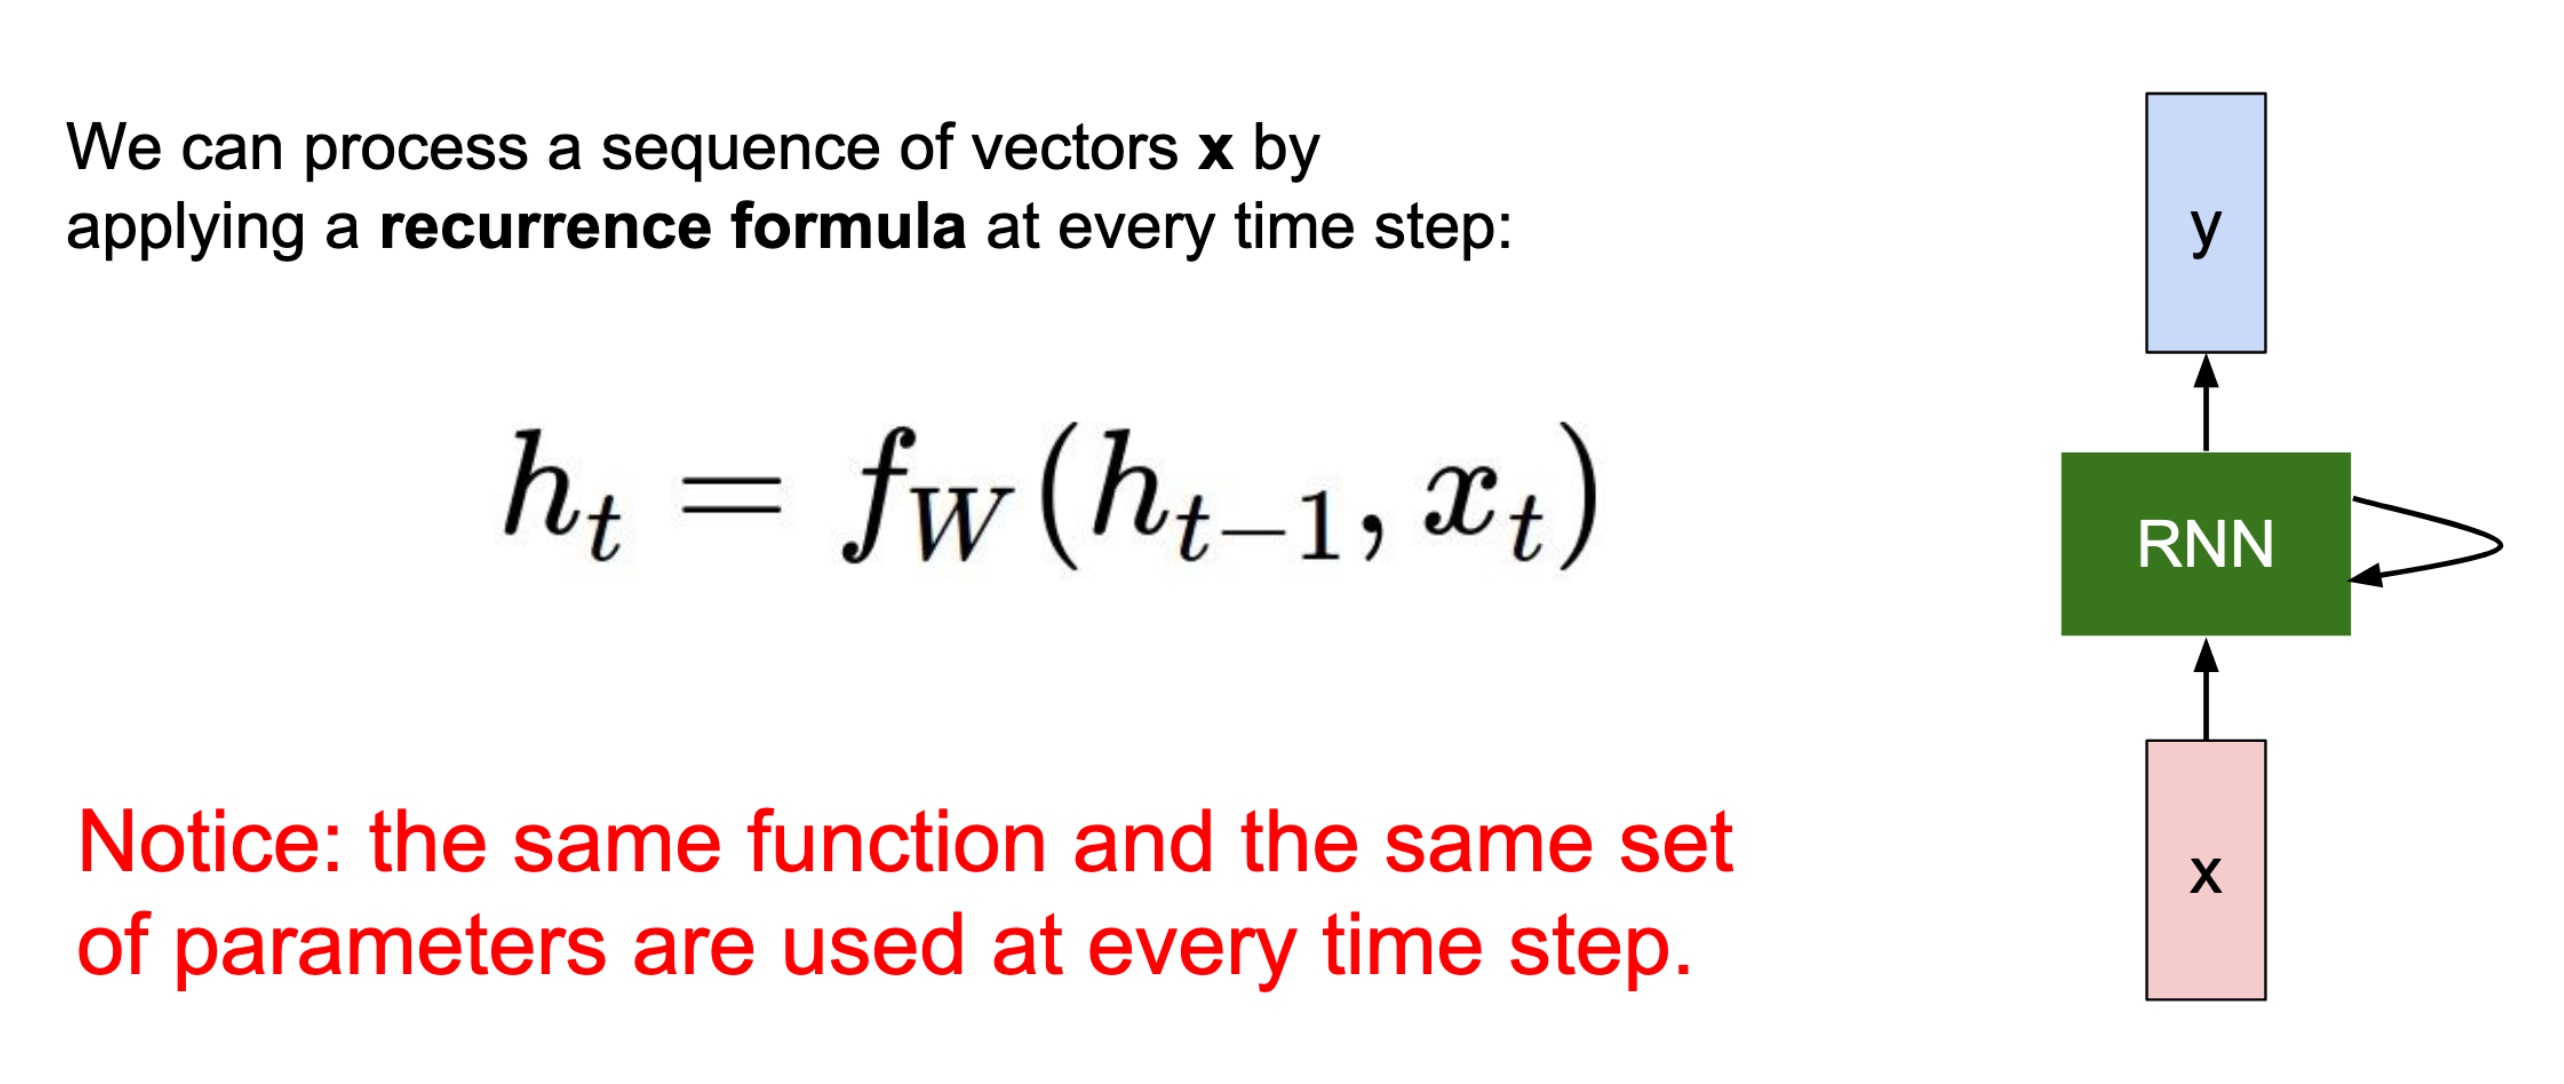 We can process a sequence of vectors x by
applying a recurrence formula at every time step:
h_t = f_W(h_{t-1}, x_t)
Notice: the same function and the same set
of parameters are used at every time step.
y
RNN
x